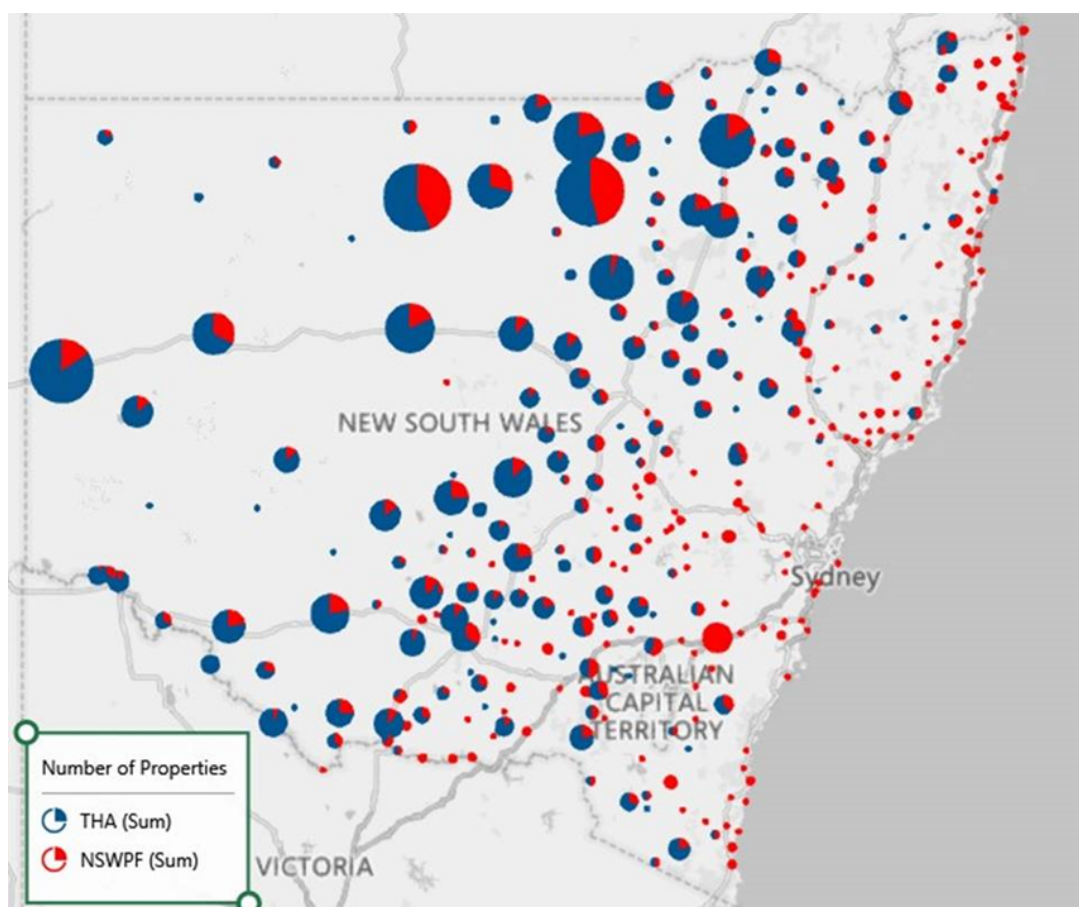 NEW SOUTH WALES
Sydney
AUSTRALIAN
CAPITAL
TERRITORY
Number of Properties
THA (Sum)
NSWPF (Sum)
VICTORIA